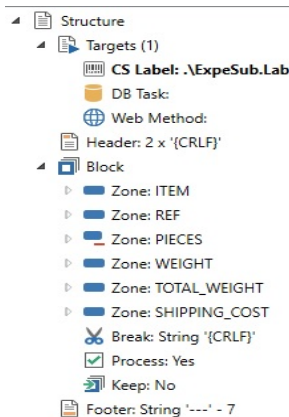 Structure
Targets (1)
CS Label: .\ExpeSub.Lab
DB Task:
Web Method:
Header: 2 x '{CRLF}'
Block
Zone: ITEM
Zone: REF
Zone: PIECES
Zone: WEIGHT
Zone: TOTAL_WEIGHT
Zone: SHIPPING_COST
Break: String '{CRLF}'
Process: Yes
Keep: No
Footer: String '---' - 7